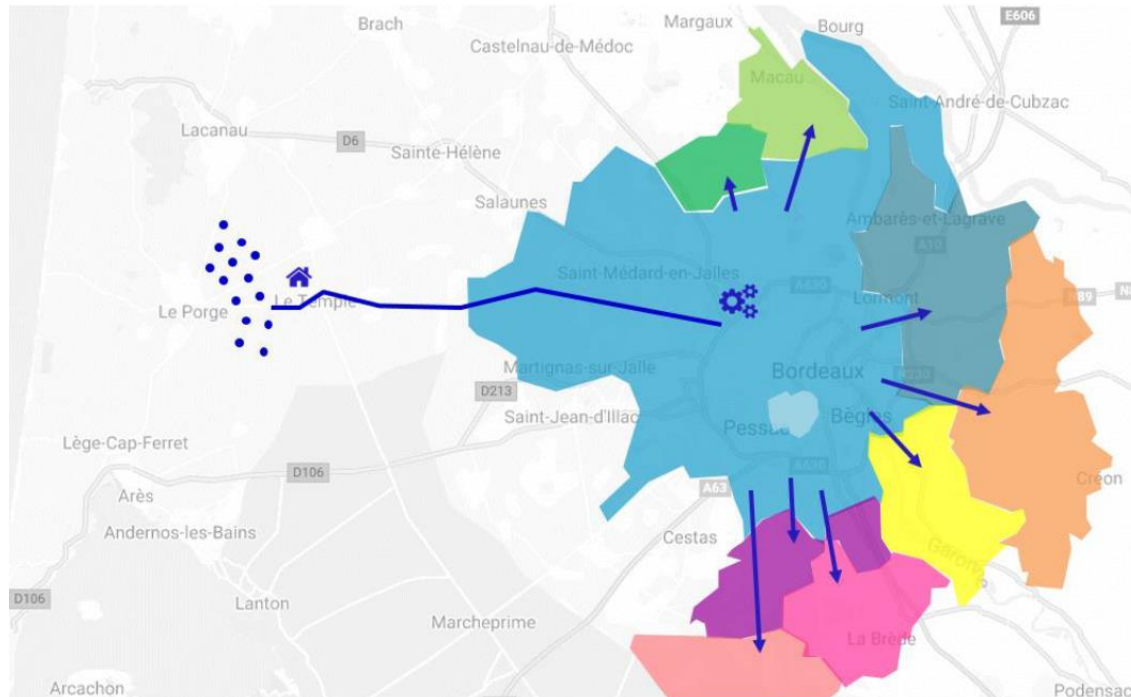 Margaux
Bourg
E606
Brach
Castelnau-de-Médoc
Macau
Saint-André-de-Cubzac
Lacanau
D6
Sainte-Hélène
Salaunes
Ambarès-et-Lagrave
A10
Saint-Médard-en-Jalles
A630
Le Porge
Le Temple
Lormont
N89
Martignas-sur-Jalle
D213
Bordeaux
A230
Saint-Jean-d'Illac
Pessac
Bègles
Lège-Cap-Ferret
D106
A63
A630
Créon
Arès
Andernos-les-Bains
Cestas
Garonne
D106
Lanton
Marcheprime
La Brède
Arcachon
Podensac